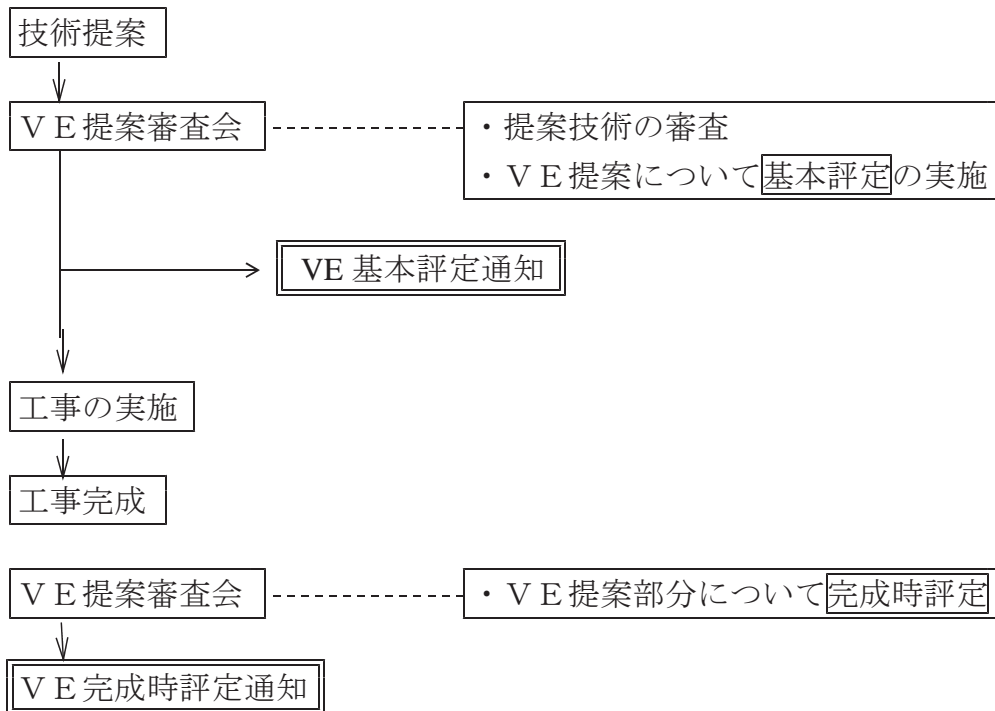 技術提案
ＶＥ提案審査会
・提案技術の審査
・ＶＥ提案について基本評定の実施
VE 基本評定通知
工事の実施
工事完成
ＶＥ提案審査会
・ＶＥ提案部分について完成時評定
ＶＥ完成時評定通知